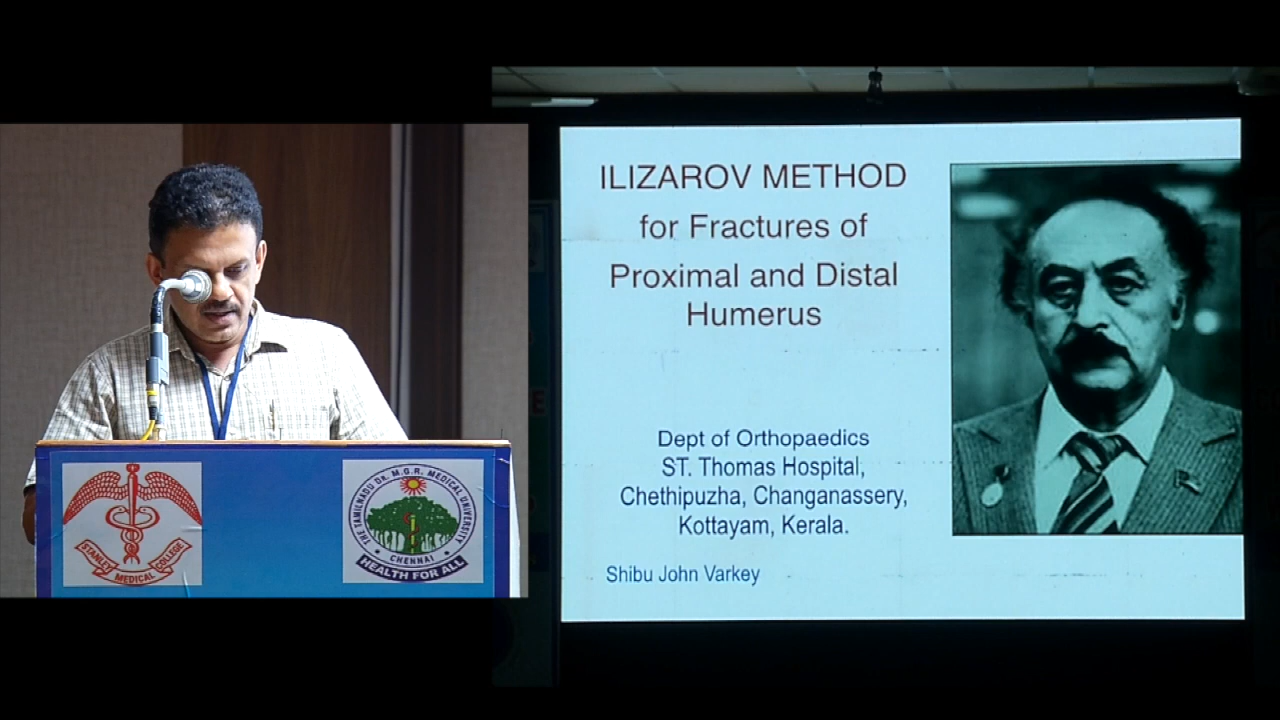 STANLEY
MEDICAL COLLEGE
THE TAMILNADU DR. M.G.R. MEDICAL UNIVERSITY
CHENNAI
HEALTH FOR ALL
ILIZAROV METHOD
for Fractures of
Proximal and Distal
Humerus
Dept of Orthopaedics
ST. Thomas Hospital,
Chethipuzha, Changanassery,
Kottayam, Kerala.
Shibu John Varkey